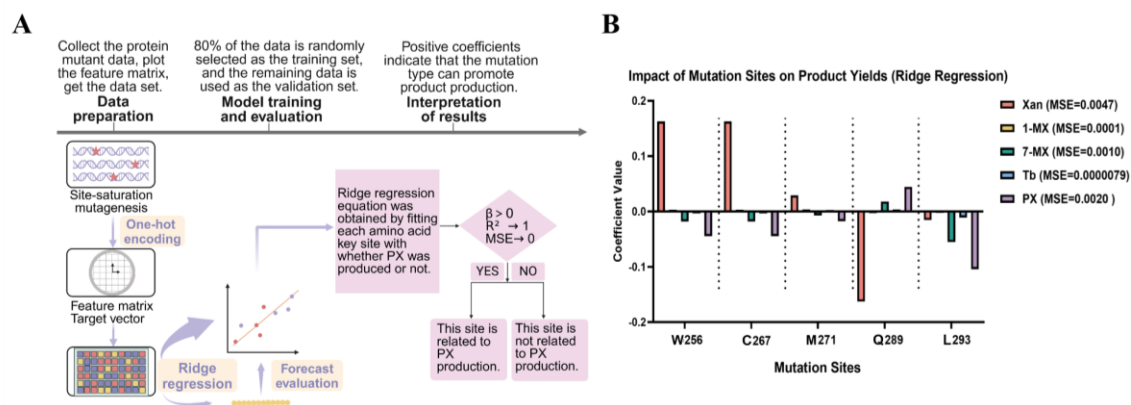 A
Collect the protein
mutant data, plot
the feature matrix,
get the data set.
Data
preparation
80% of the data is randomly
selected as the training set,
and the remaining data is
used as the validation set.
Model training
and evaluation
Positive coefficients
indicate that the mutation
type can promote
product production.
Interpretation
of results
Site-saturation
mutagenesis
One-hot
encoding
Feature matrix
Target vector
Ridge
regression
Forecast
evaluation
Ridge regression
equation was
obtained by fitting
each amino acid
key site with
whether PX was
produced or not.
β > 0
R² → 1
MSE→ 0
YES
NO
This site is
related to
PX
production.
This site is
not related
to PX
production.
B
Impact of Mutation Sites on Product Yields (Ridge Regression)
Coefficient Value
0.2
0.1
0.0
-0.1
-0.2
W256
C267
M271
Q289
L293
Mutation Sites
Xan (MSE=0.0047)
1-MX (MSE=0.0001)
7-MX (MSE=0.0010)
Tb (MSE=0.0000079)
PX (MSE=0.0020 )